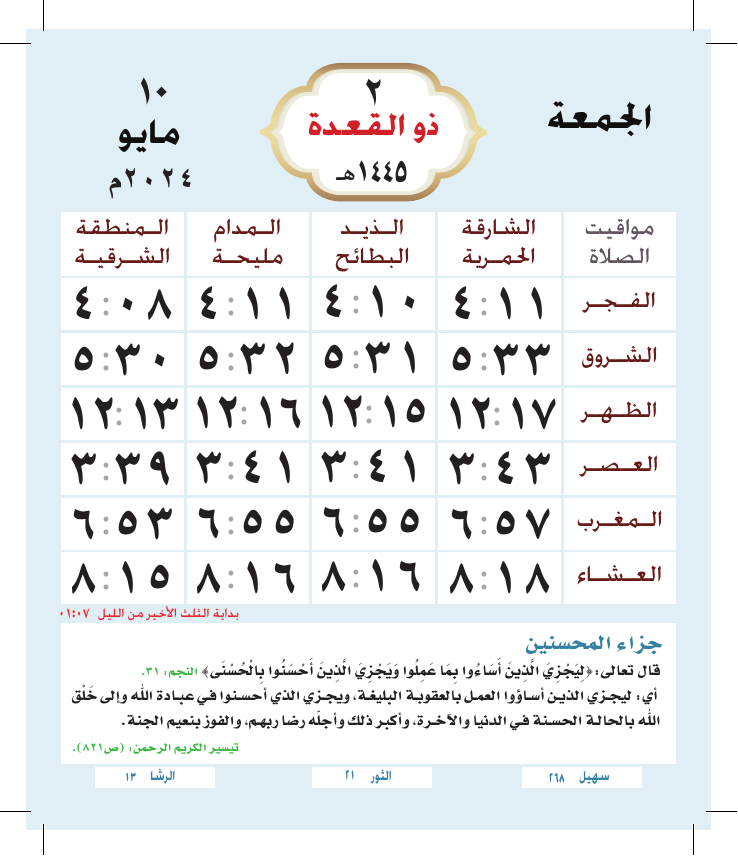 الجمعة
٢
ذو القعدة
١٤٤٥هـ
١٠
مايو
٢٠٢٤م
مواقيت الصلاة	الشارقة الحمرية	الذيد البطائح	المدام مليحة	المنطقة الشرقية
الفجر	٤:١١	٤:١٠	٤:١١	٤:٠٨
الشروق	٥:٣٣	٥:٣١	٥:٣٢	٥:٣٠
الظهر	١٢:١٧	١٢:١٥	١٢:١٦	١٢:١٣
العصر	٣:٤٣	٣:٤١	٣:٤١	٣:٣٩
المغرب	٦:٥٧	٦:٥٥	٦:٥٥	٦:٥٣
العشاء	٨:١٨	٨:١٦	٨:١٦	٨:١٥
بداية الثلث الأخير من الليل ٠١:٠٧
جزاء المحسنين
قال تعالى: ﴿لِيَجْزِيَ الَّذِينَ أَسَاءُوا بِمَا عَمِلُوا وَيَجْزِيَ الَّذِينَ أَحْسَنُوا بِالْحُسْنَى﴾ النجم: ٣١.
أي: ليجزي الذين أساؤوا العمل بالعقوبة البليغة، ويجزي الذي أحسنوا في عبادة الله وإلى خَلْق
الله بالحالة الحسنة في الدنيا والآخرة، وأكبر ذلك وأجلّه رضا ربهم، والفوز بنعيم الجنة.
تيسير الكريم الرحمن: (ص٨٢١).
سهيل ٢٦٨	الثور ٢١	الرشا ١٣